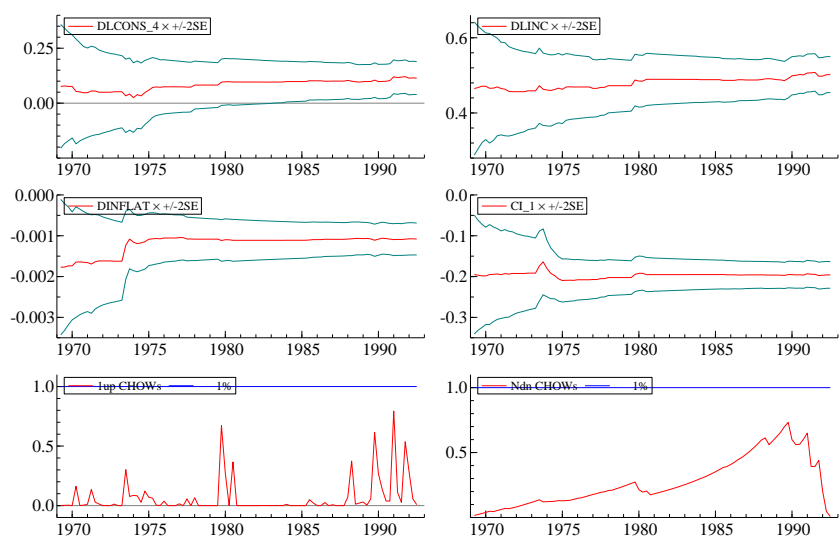 DLCONS_4 × +/-2SE
0.25
0.00
1970 1975 1980 1985 1990
DLINC × +/-2SE
0.6
0.4
1970 1975 1980 1985 1990
0.000
DINFLAT × +/-2SE
-0.001
-0.002
-0.003
1970 1975 1980 1985 1990
0.0
CI_1 × +/-2SE
-0.1
-0.2
-0.3
1970 1975 1980 1985 1990
1.0
1up CHOWs 1%
0.5
0.0
1970 1975 1980 1985 1990
1.0
Ndn CHOWs 1%
0.5
1970 1975 1980 1985 1990